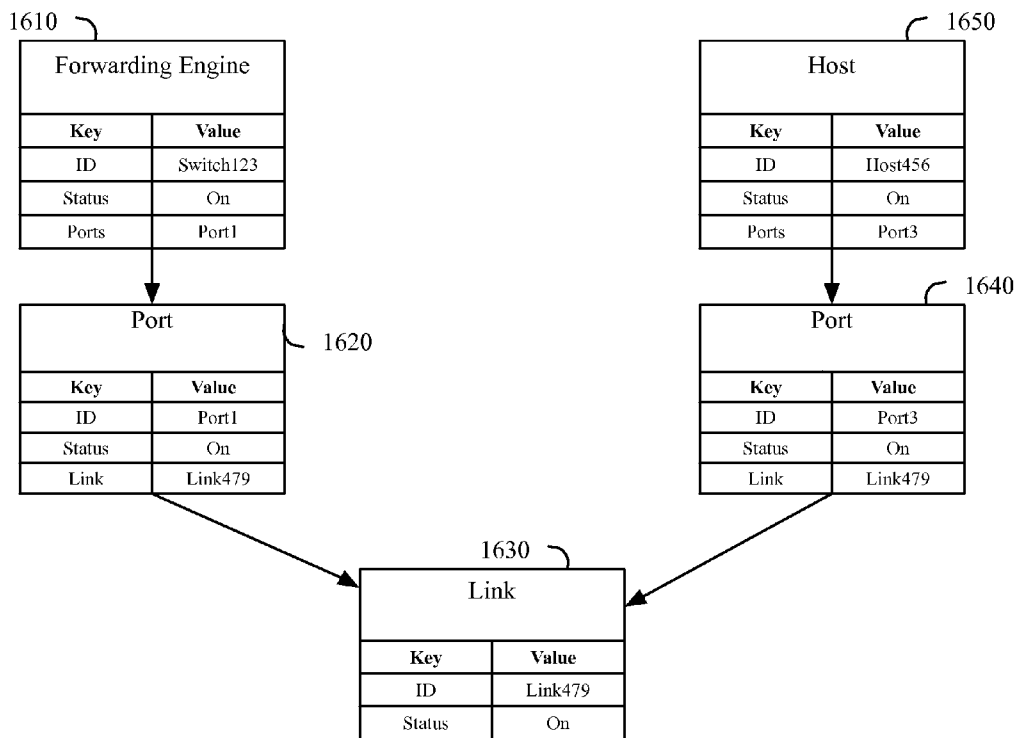 1610
Forwarding Engine
Key Value
ID Switch123
Status On
Ports Port1
1650
Host
Key Value
ID Host456
Status On
Ports Port3
1620
Port
Key Value
ID Port1
Status On
Link Link479
1640
Port
Key Value
ID Port3
Status On
Link Link479
1630
Link
Key Value
ID Link479
Status On